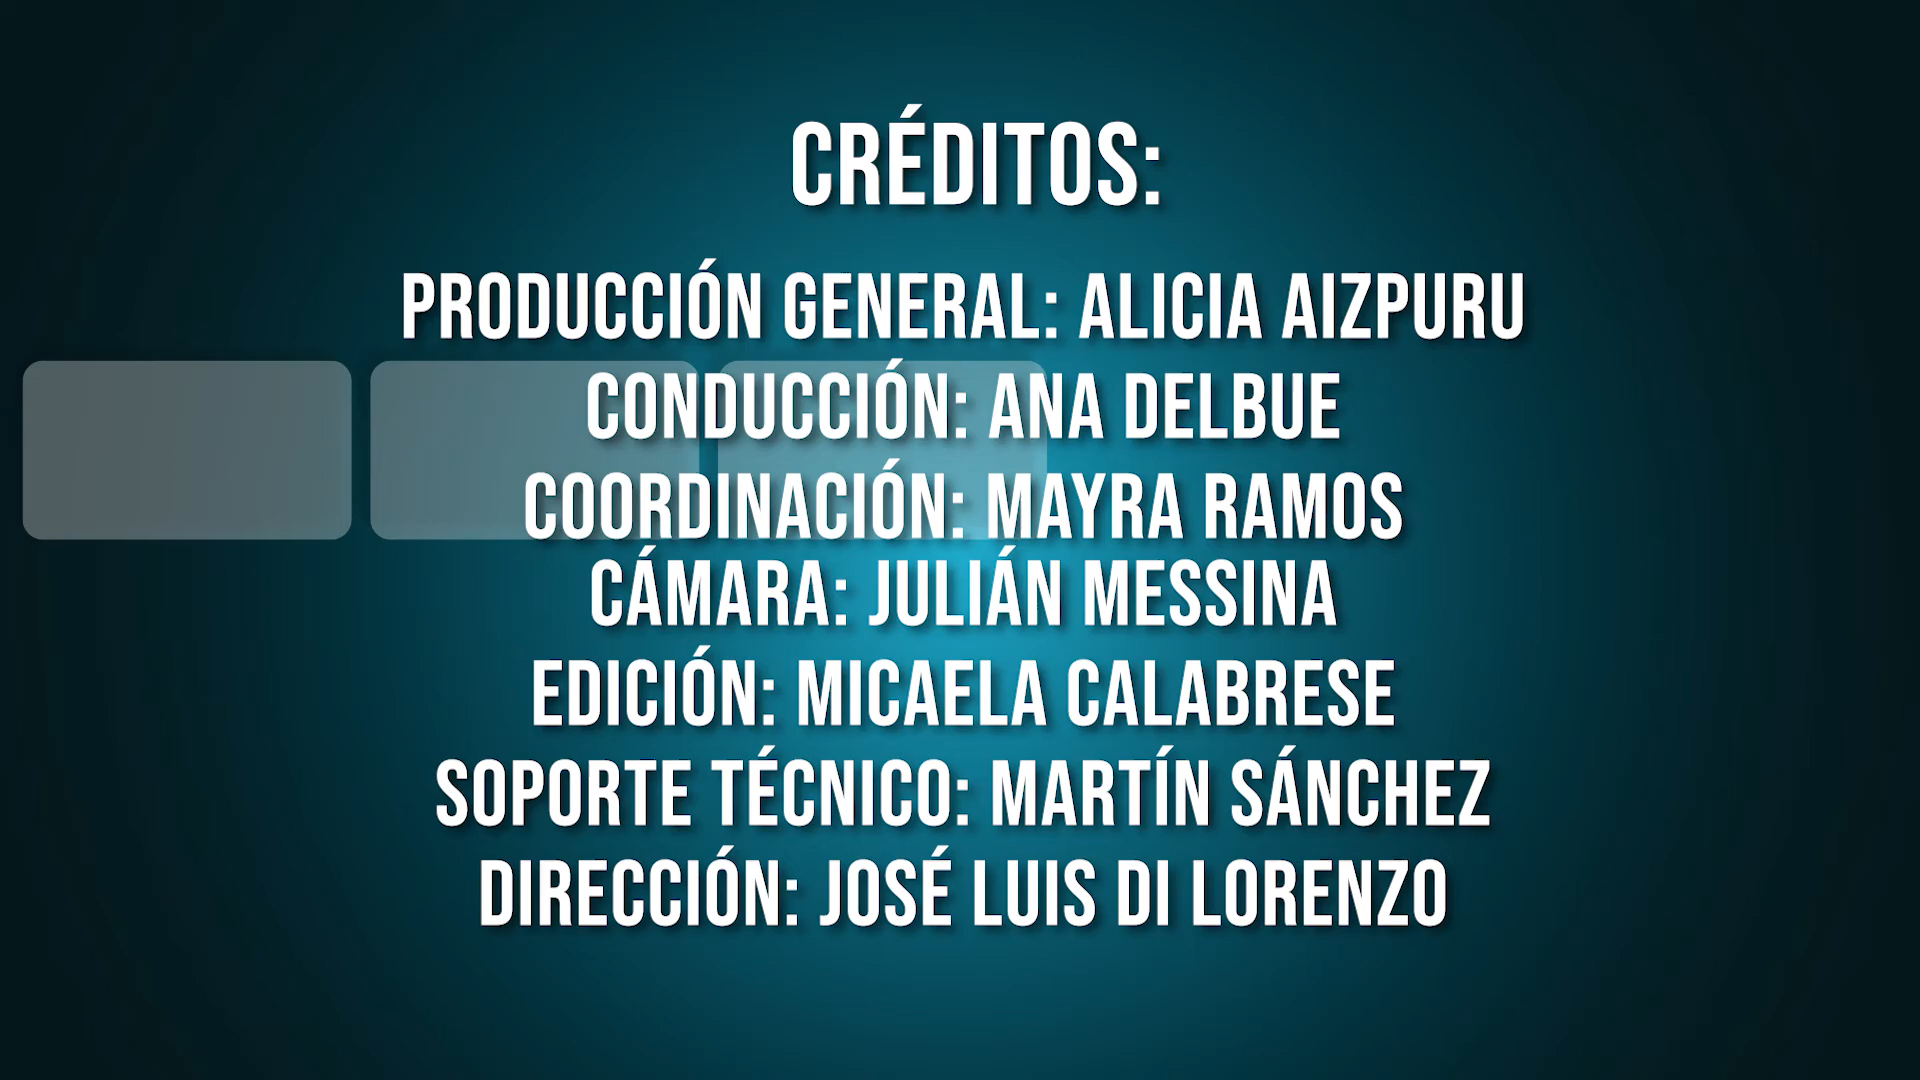 CRÉDITOS:
PRODUCCIÓN GENERAL: ALICIA AIZPURU
CONDUCCIÓN: ANA DELBUE
COORDINACIÓN: MAYRA RAMOS
CÁMARA: JULIÁN MESSINA
EDICIÓN: MICAELA CALABRESE
SOPORTE TÉCNICO: MARTÍN SÁNCHEZ
DIRECCIÓN: JOSÉ LUIS DI LORENZO